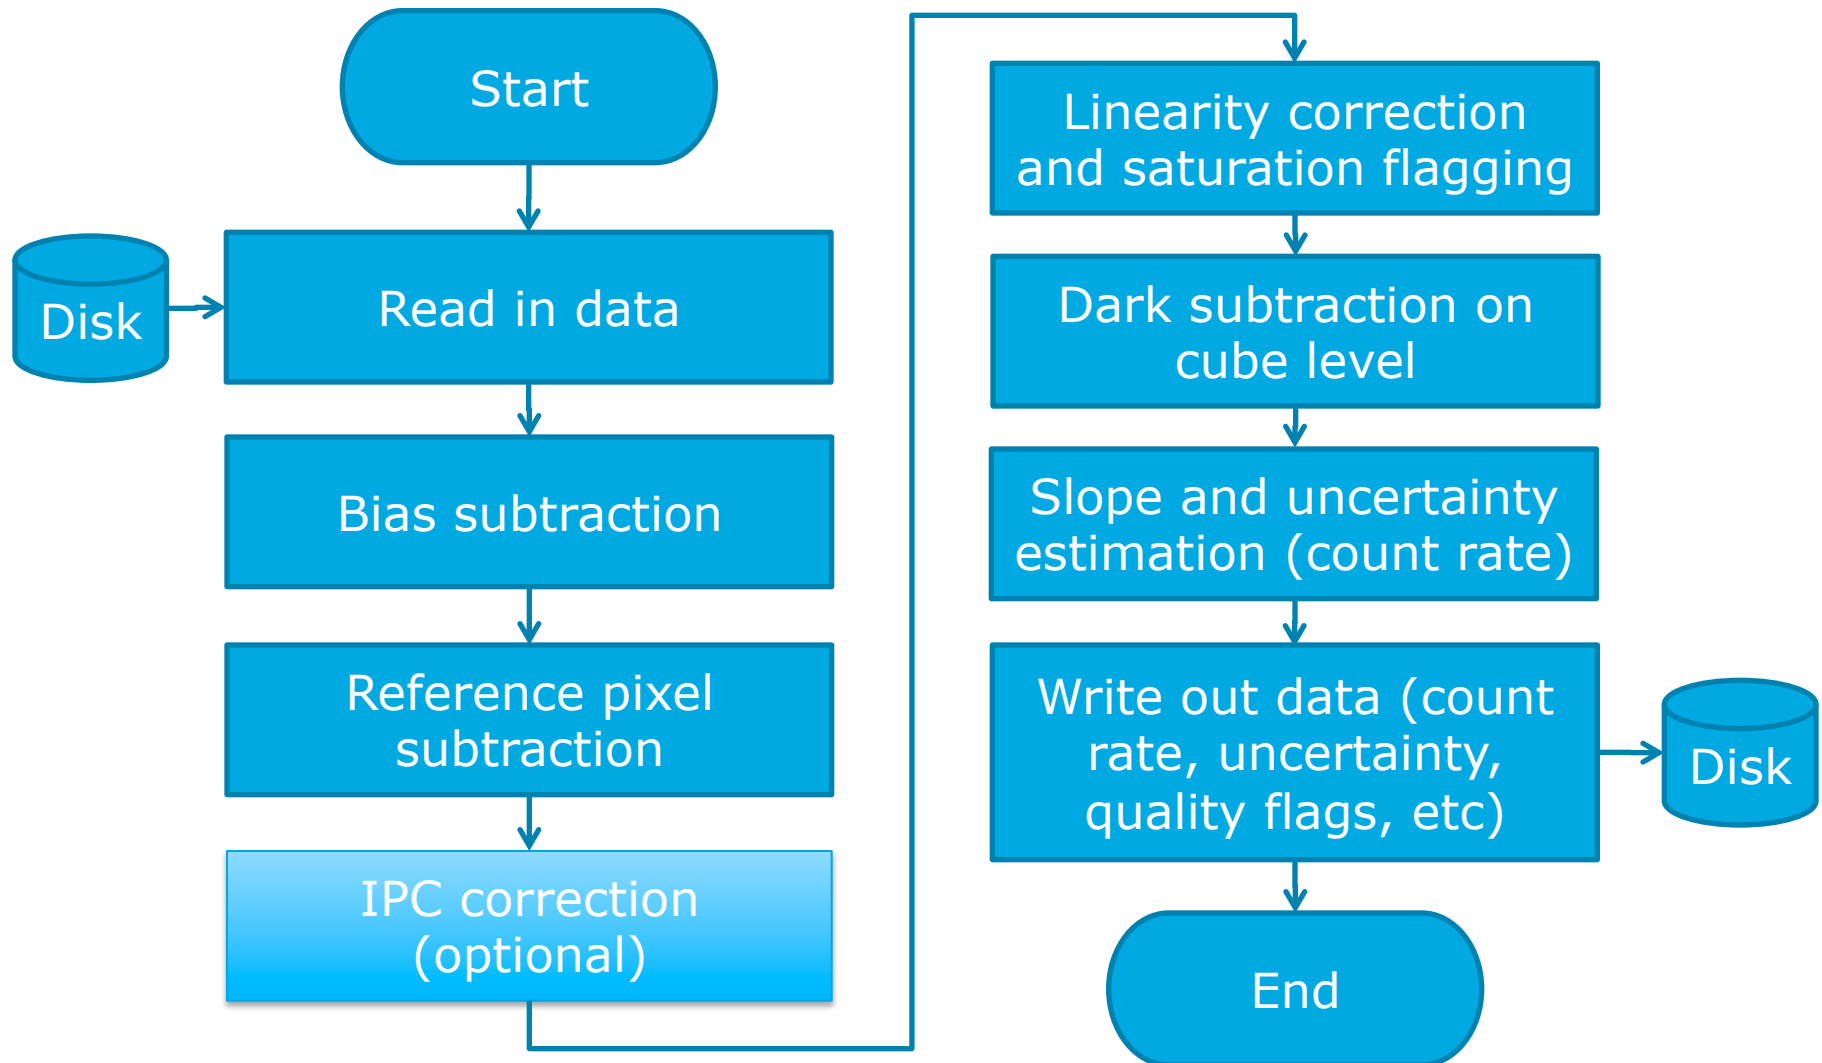 Start
Disk
Read in data
Bias subtraction
Reference pixel
subtraction
IPC correction
(optional)
Linearity correction
and saturation flagging
Dark subtraction on
cube level
Slope and uncertainty
estimation (count rate)
Write out data (count
rate, uncertainty,
quality flags, etc)
Disk
End